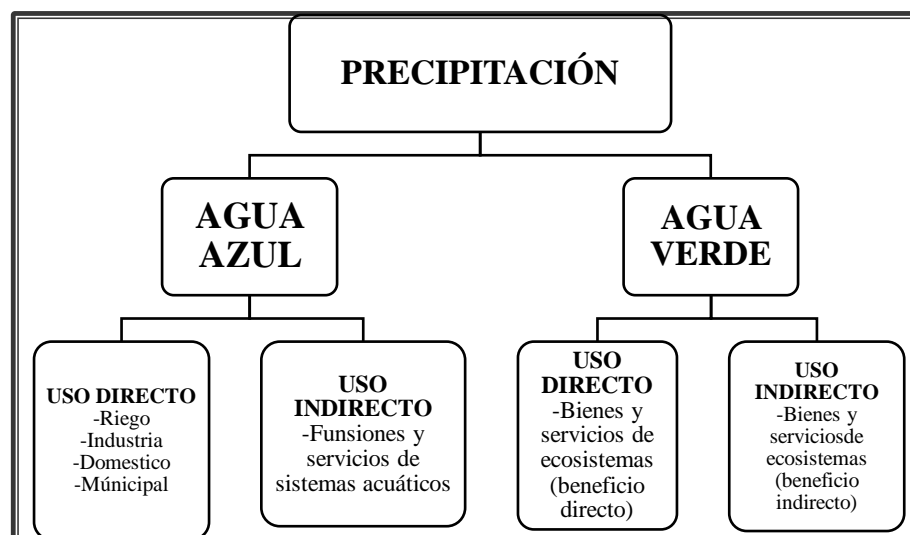 PRECIPITACIÓN
AGUA
AZUL
AGUA
VERDE
USO DIRECTO
-Riego
-Industria
-Domestico
-Múnicipal
USO
INDIRECTO
-Funsiones y
servicios de
sistemas acuáticos
USO
DIRECTO
-Bienes y
servicios de
ecosistemas
(beneficio
directo)
USO
INDIRECTO
-Bienes y
serviciosde
ecosistemas
(beneficio
indirecto)